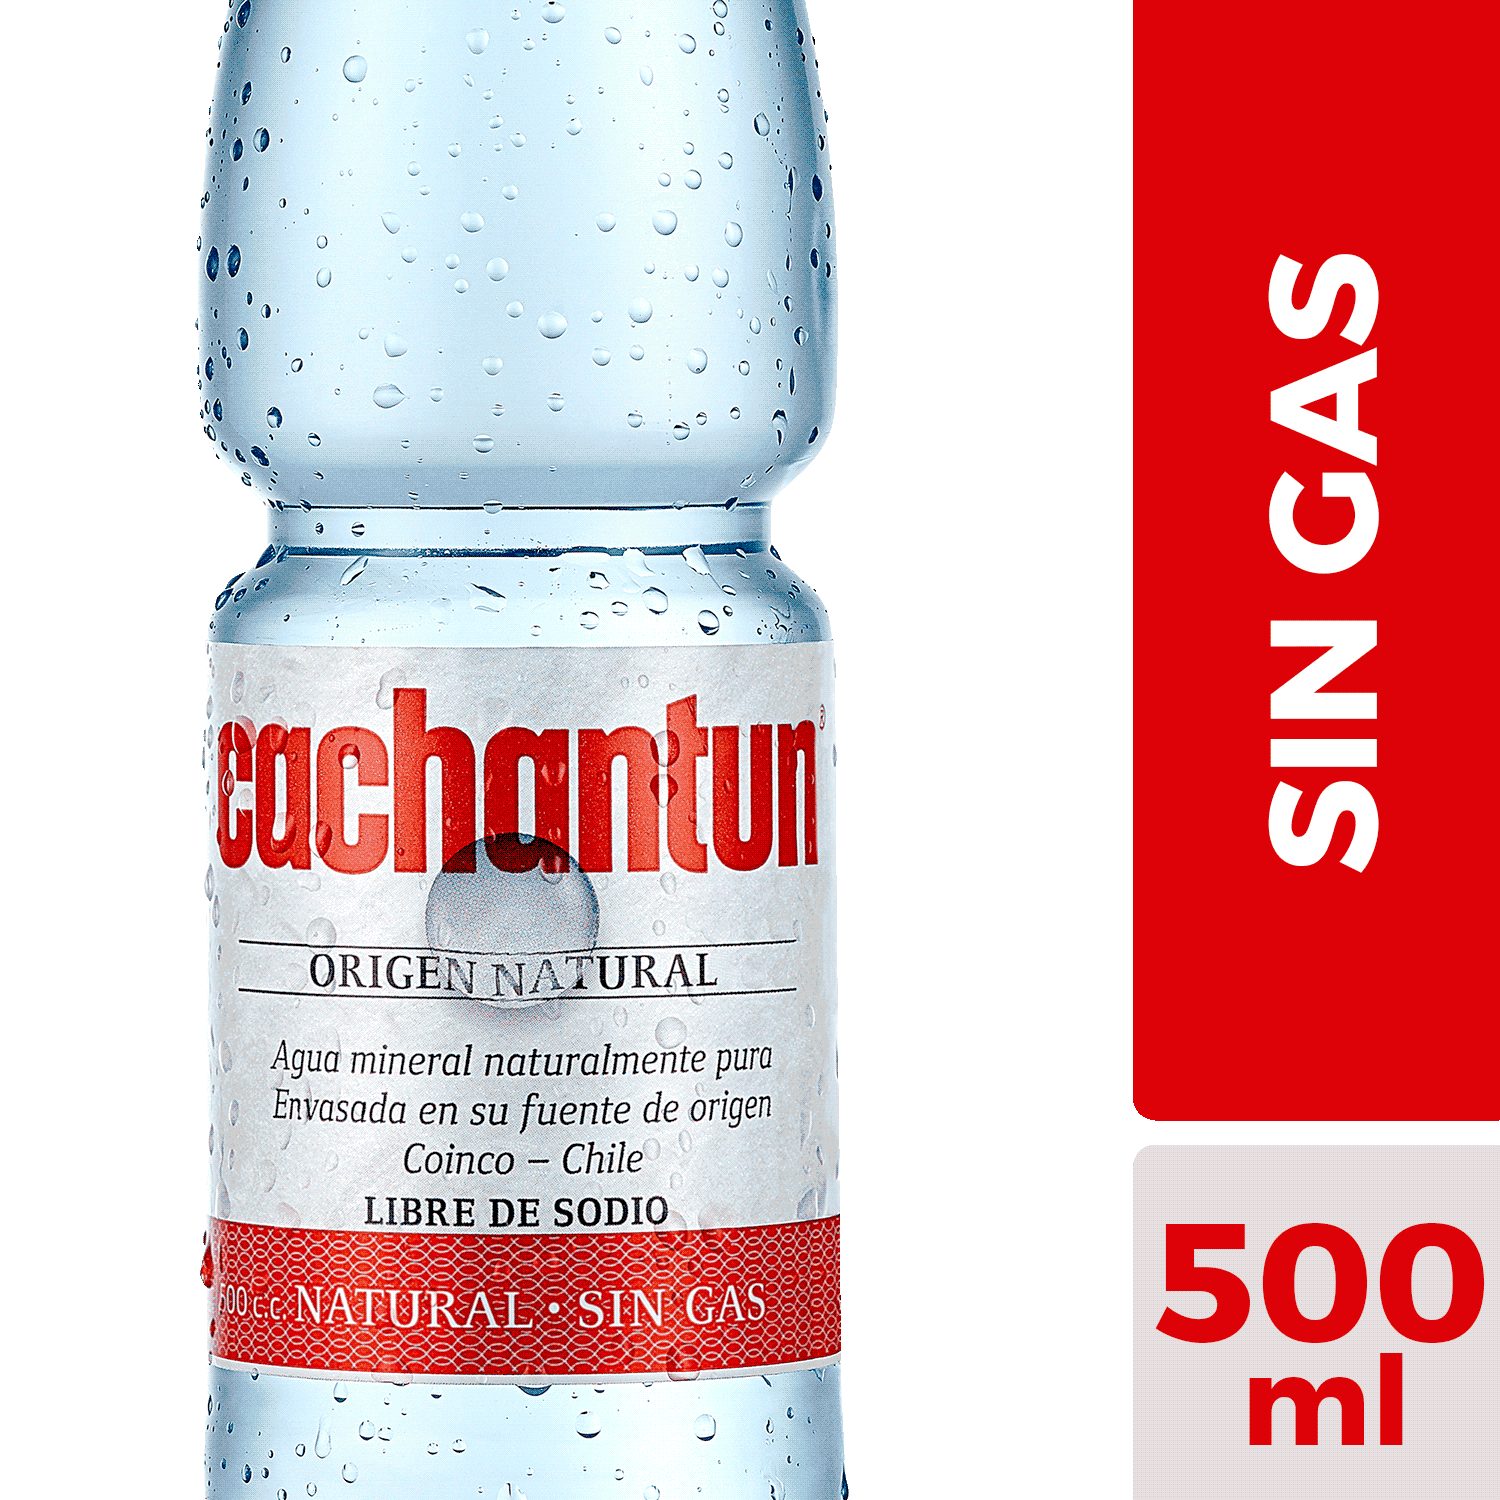 cachantun®
ORIGEN NATURAL
Agua mineral naturalmente pura
Envasada en su fuente de origen
Coinco – Chile
LIBRE DE SODIO
500 c.c. NATURAL • SIN GAS
SIN GAS
500
ml